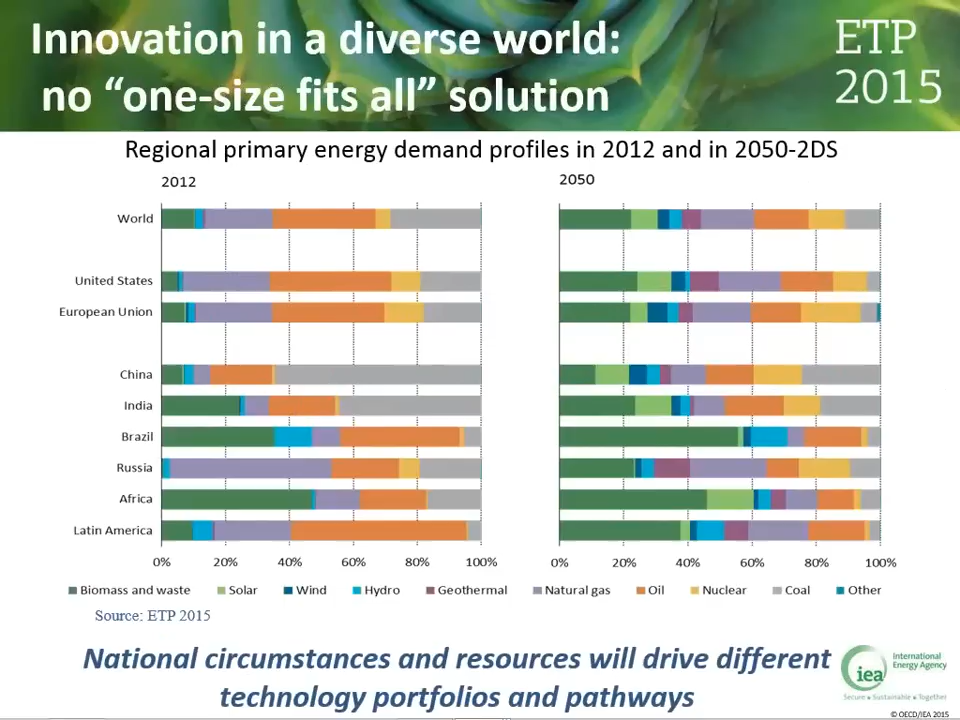 Innovation in a diverse world:
no “one-size fits all” solution
ETP
2015
Regional primary energy demand profiles in 2012 and in 2050-2DS
2012
2050
World
United States
European Union
China
India
Brazil
Russia
Africa
Latin America
0% 20% 40% 60% 80% 100%
0% 20% 40% 60% 80% 100%
Biomass and waste Solar Wind Hydro Geothermal Natural gas Oil Nuclear Coal Other
Source: ETP 2015
National circumstances and resources will drive different
technology portfolios and pathways
iea
International
Energy Agency
Secure • Sustainable • Together
© OECD/IEA 2015